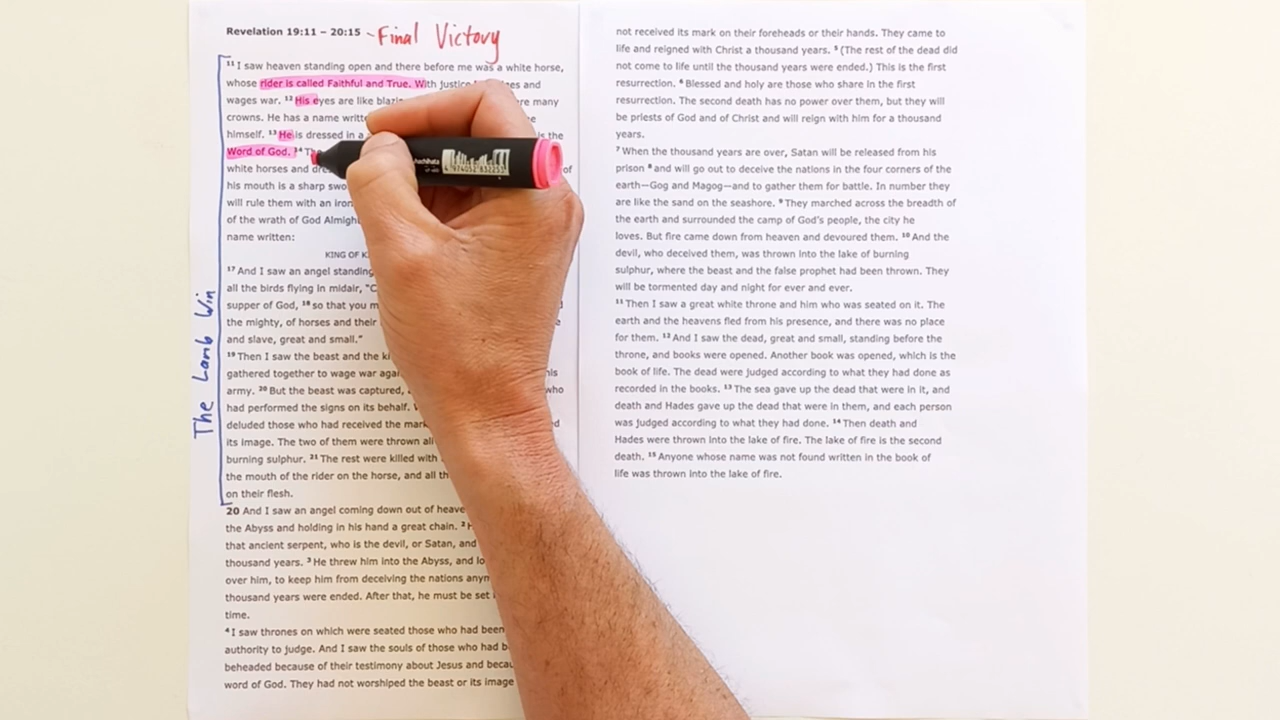 Revelation 19:11 – 20:15 - Final Victory
¹¹ I saw heaven standing open and there before me was a white horse,
whose rider is called Faithful and True. With justice and
wages war. ¹² His eyes are like many
crowns. He has a name
himself. ¹³ He is dressed in a is the
Word of God. ¹⁴
white horses and of
his mouth is a sharp
will rule them with an iron
of the wrath of God
name written:
KING OF
¹⁷ And I saw an angel standing
all the birds flying in midair,
supper of God, ¹⁸ so that you
the mighty, of horses and their
and slave, great and small.”
¹⁹ Then I saw the beast and the
gathered together to wage war
army. ²⁰ But the beast was captured, who
had performed the signs on its behalf.
deluded those who had received the
its image. The two of them were thrown
burning sulphur. ²¹ The rest were killed with
the mouth of the rider on the horse, and all
on their flesh.
The Lamb Win
20 And I saw an angel coming down out of
the Abyss and holding in his hand a great chain. ²
that ancient serpent, who is the devil, or Satan, and
thousand years. ³ He threw him into the Abyss, and
over him, to keep him from deceiving the nations
thousand years were ended. After that, he must be set
time.
⁴ I saw thrones on which were seated those who had been
authority to judge. And I saw the souls of those who had
beheaded because of their testimony about Jesus and
word of God. They had not worshiped the beast or its image
not received its mark on their foreheads or their hands. They came to
life and reigned with Christ a thousand years. ⁵ (The rest of the dead did
not come to life until the thousand years were ended.) This is the first
resurrection. ⁶ Blessed and holy are those who share in the first
resurrection. The second death has no power over them, but they will
be priests of God and of Christ and will reign with him for a thousand
years.
⁷ When the thousand years are over, Satan will be released from his
prison ⁸ and will go out to deceive the nations in the four corners of the
earth—Gog and Magog—and to gather them for battle. In number they
are like the sand on the seashore. ⁹ They marched across the breadth of
the earth and surrounded the camp of God’s people, the city he
loves. But fire came down from heaven and devoured them. ¹⁰ And the
devil, who deceived them, was thrown into the lake of burning
sulphur, where the beast and the false prophet had been thrown. They
will be tormented day and night for ever and ever.
¹¹ Then I saw a great white throne and him who was seated on it. The
earth and the heavens fled from his presence, and there was no place
for them. ¹² And I saw the dead, great and small, standing before the
throne, and books were opened. Another book was opened, which is the
book of life. The dead were judged according to what they had done as
recorded in the books. ¹³ The sea gave up the dead that were in it, and
death and Hades gave up the dead that were in them, and each person
was judged according to what they had done. ¹⁴ Then death and
Hades were thrown into the lake of fire. The lake of fire is the second
death. ¹⁵ Anyone whose name was not found written in the book of
life was thrown into the lake of fire.